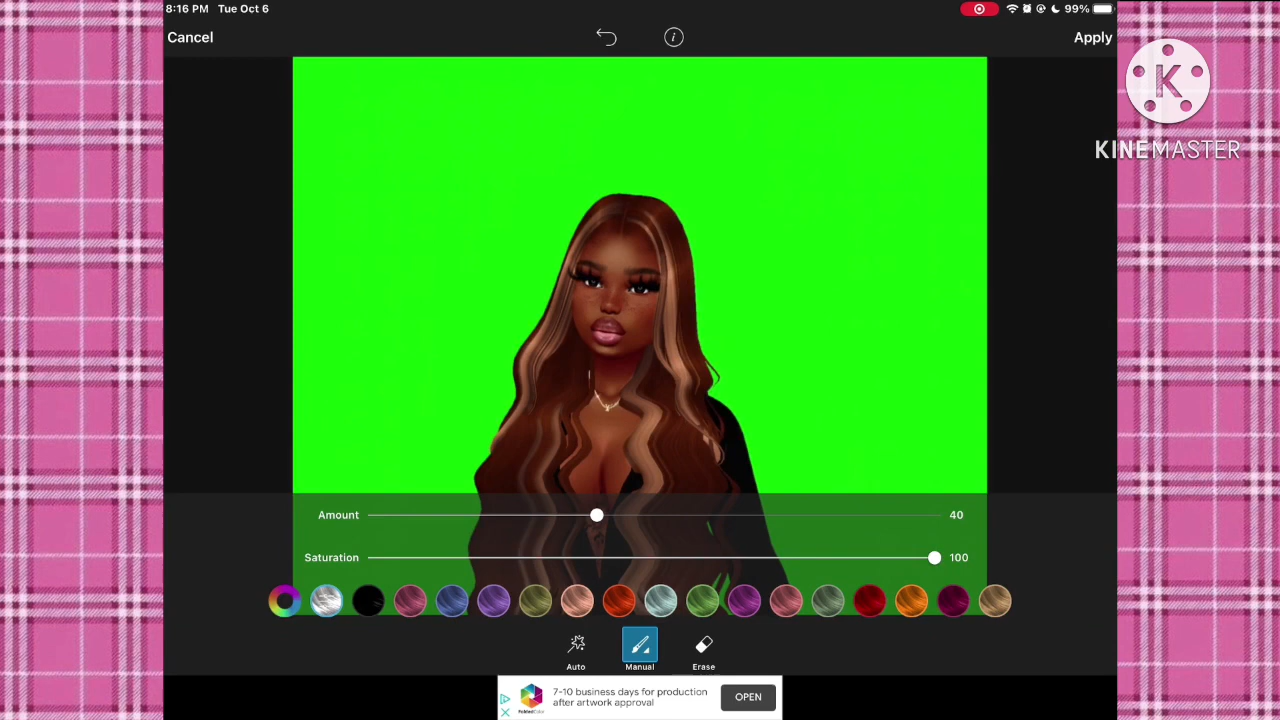 8:16 PM Tue Oct 6
99%
Cancel
Apply
K
KINEMASTER
Amount
40
Saturation
100
Auto
Manual
Erase
7-10 business days for production
after artwork approval
OPEN
FoldedColor